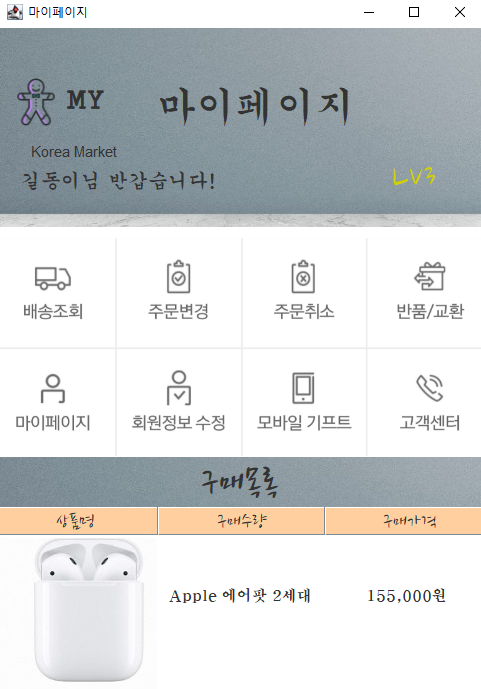 마이페이지
MY 마이페이지
Korea Market
길동이님 반갑습니다!
LV3
배송조회 주문변경 주문취소 반품/교환
마이페이지 회원정보 수정 모바일 기프트 고객센터
구매목록
상품명 구매수량 구매가격
Apple 에어팟 2세대 155,000원